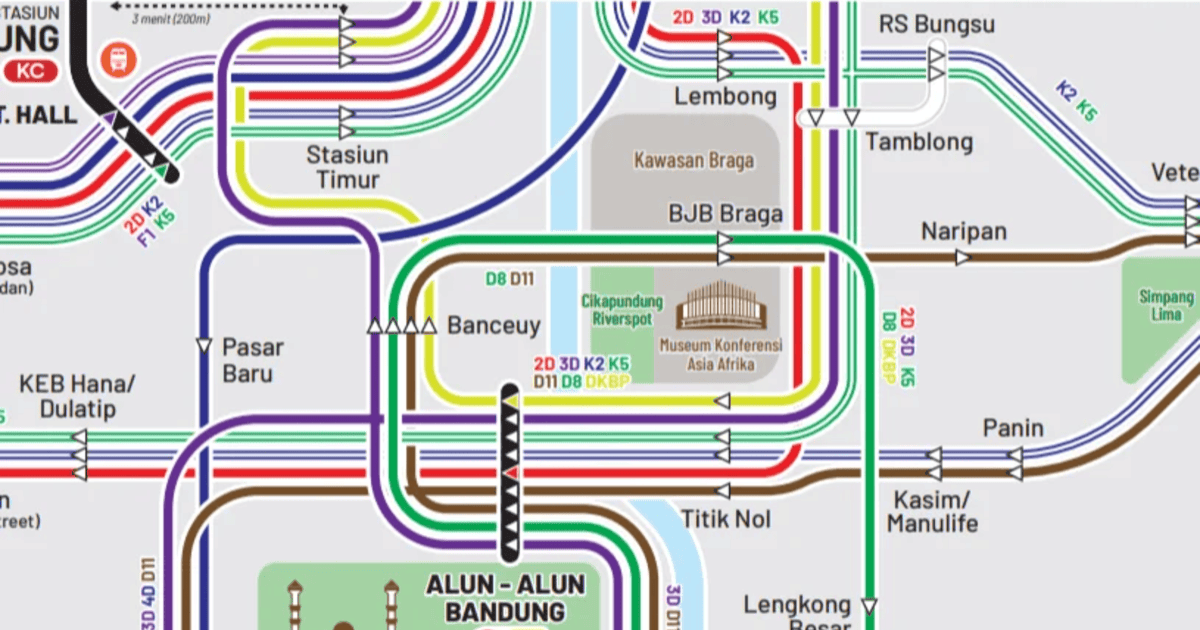 STASIUN
UNG
KC
T. HALL
3 menit (200m)
2D 3D K2 K5
RS Bungsu
Lembong
Tamblong
K2 K5
Stasiun
Timur
Kawasan Braga
BJB Braga
Vete
2D K2
F1 K5
Naripan
osa
dan)
D8 D11
Cikapundung
Riverspot
Museum Konferensi
Asia Afrika
Simpang
Lima
Banceuy
Pasar
Baru
2D 3D K5
D8 DKBP
2D 3D K2 K5
D11 D8 DKBP
KEB Hana/
Dulatip
5
Panin
Kasim/
Manulife
Titik Nol
n
treet)
ALUN - ALUN
BANDUNG
3D 4D D11
3D D1
Lengkong
Besar